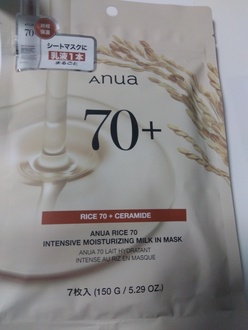 70
シートマスクに
乳液1本
Anua
70+
RICE 70 + CERAMIDE
ANUA RICE 70
INTENSIVE MOISTURIZING MILK IN MASK
ANUA 70 LAIT HYDRATANT
INTENSE AU RIZ EN MASQUE
7枚入 (150 G / 5.29 OZ.)